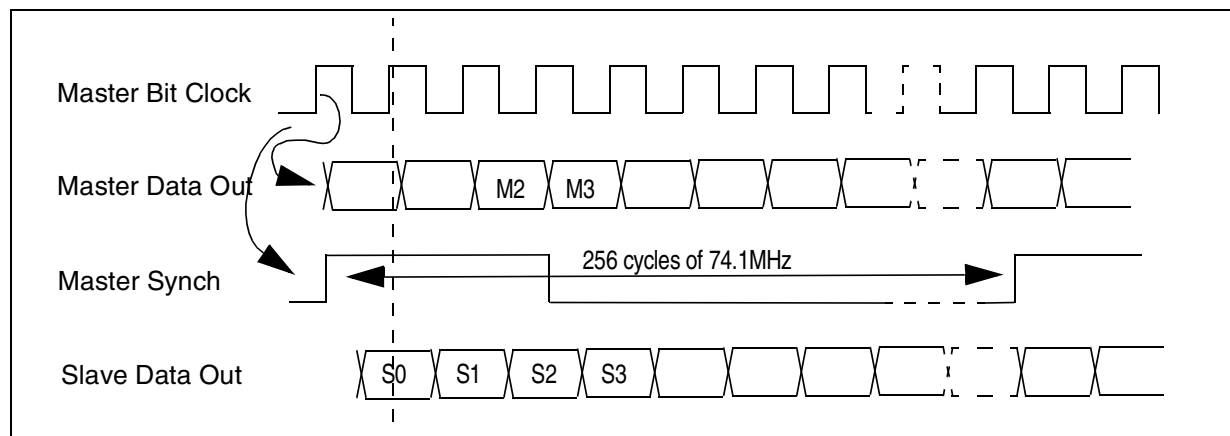 Master Bit Clock
Master Data Out M2 M3
256 cycles of 74.1MHz
Master Synch
Slave Data Out S0 S1 S2 S3